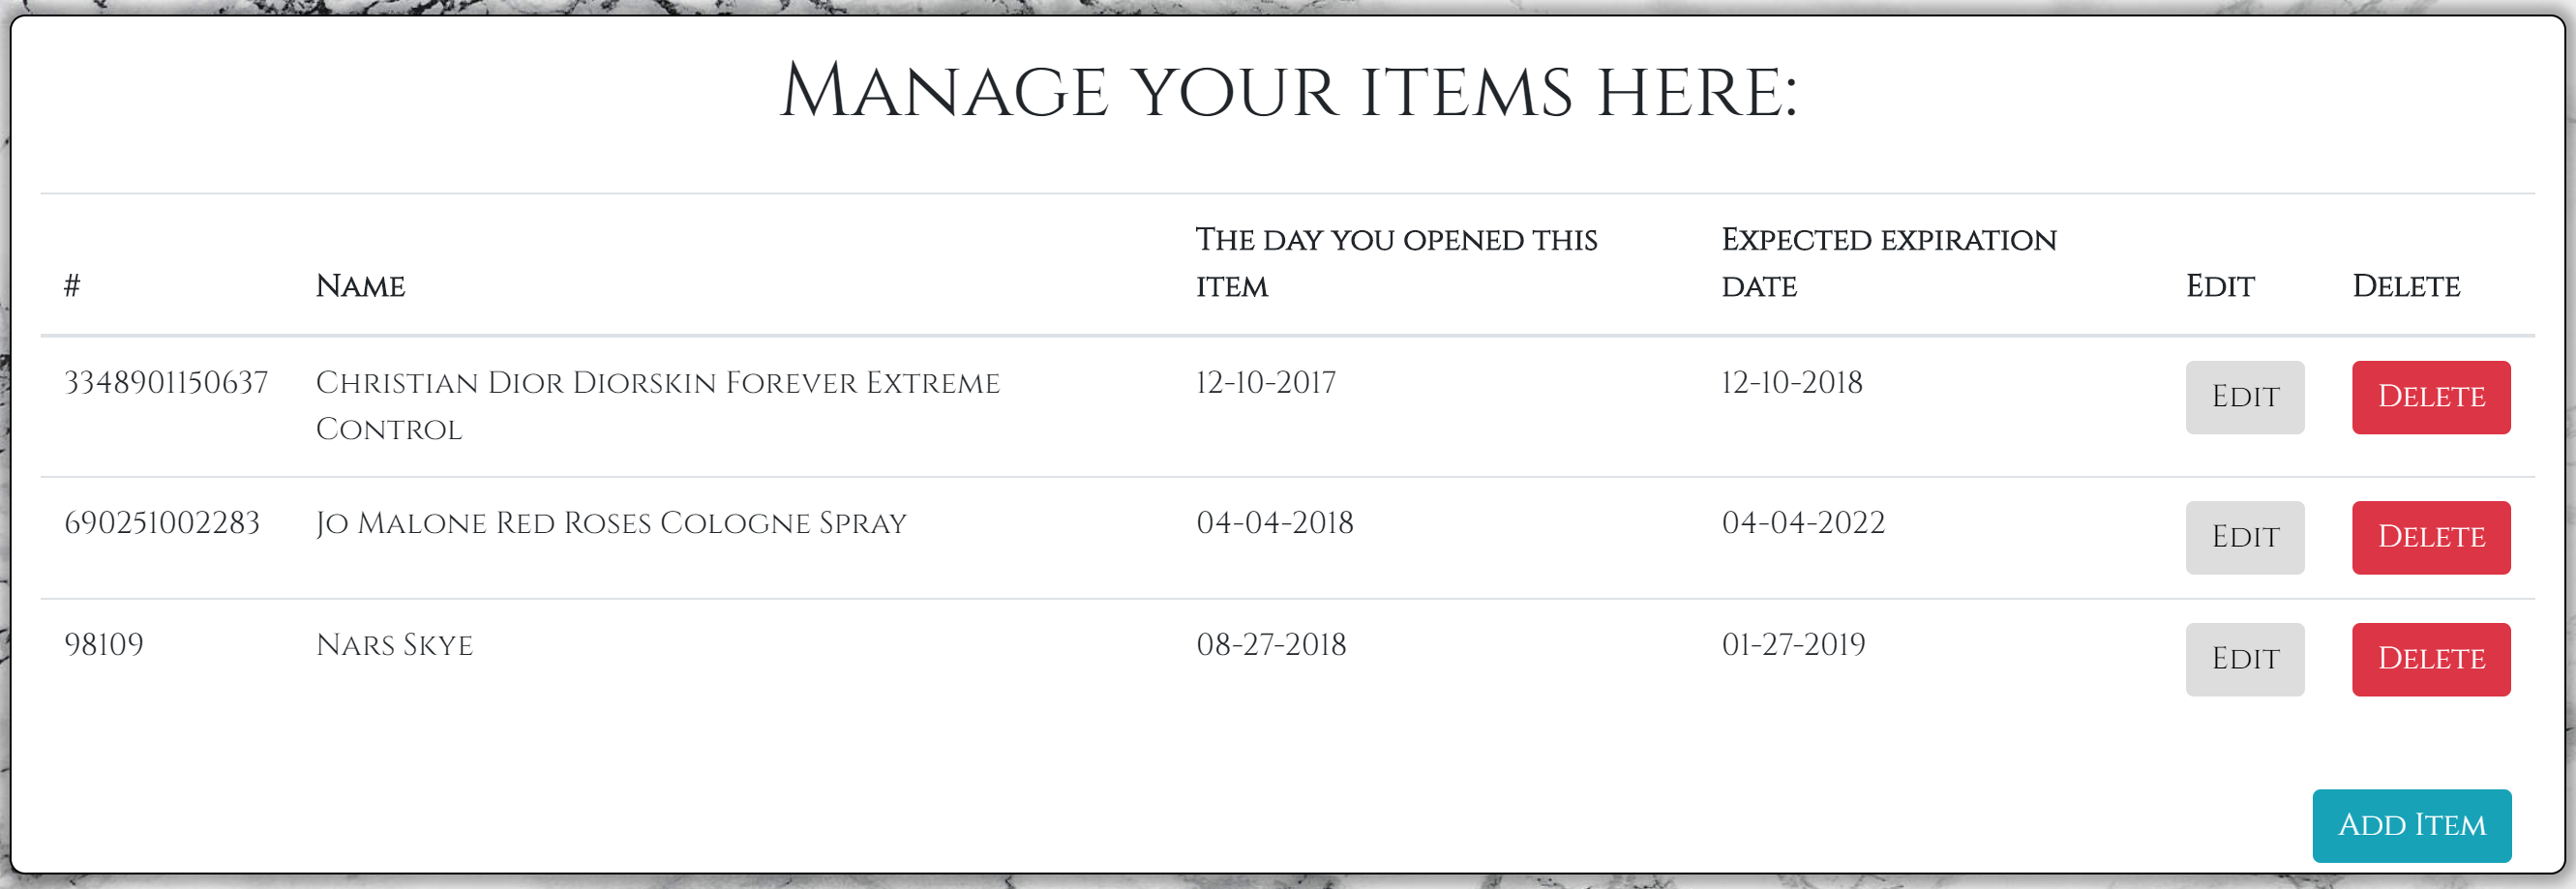 Manage your items here:
# Name The day you opened this item Expected expiration date Edit Delete
3348901150637 Christian Dior Diorskin Forever Extreme Control 12-10-2017 12-10-2018 Edit Delete
690251002283 Jo Malone Red Roses Cologne Spray 04-04-2018 04-04-2022 Edit Delete
98109 Nars Skye 08-27-2018 01-27-2019 Edit Delete
Add Item